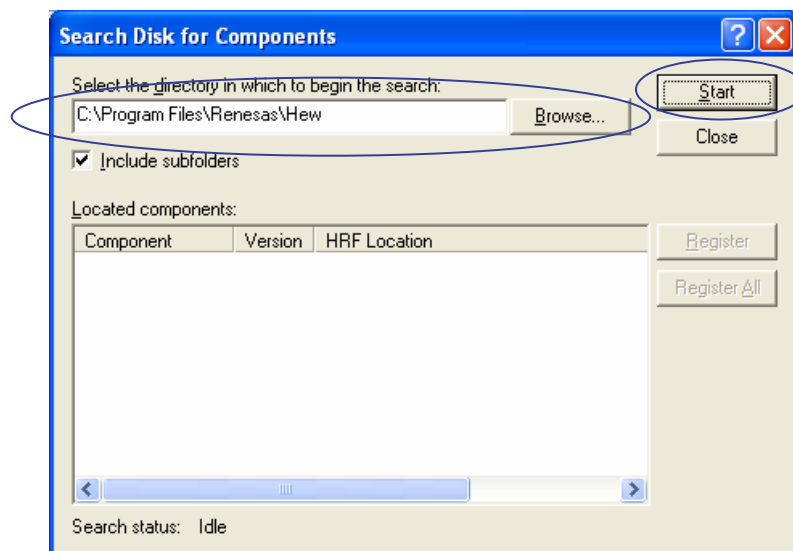 Search Disk for Components
Select the directory in which to begin the search:
C:\Program Files\Renesas\Hew
Browse...
Start
Close
Include subfolders
Located components:
Component Version HRF Location
Register
Register All
Search status: Idle